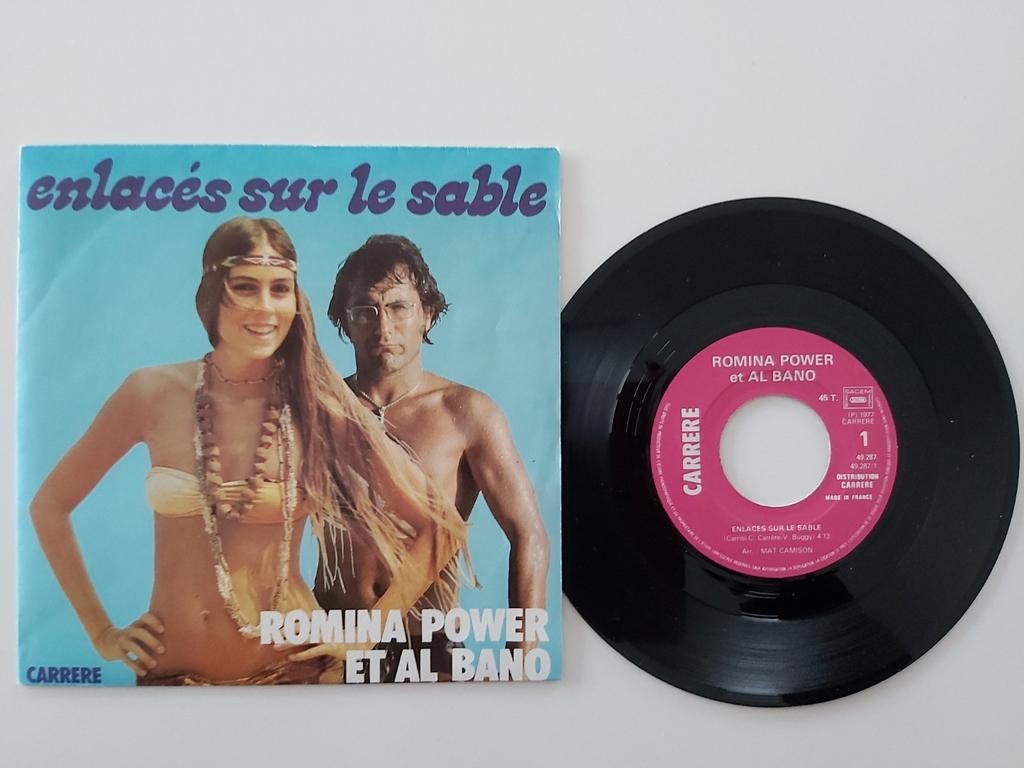 enlacés sur le sable
ROMINA POWER
ET AL BANO
CARRERE
ROMINA POWER
et AL BANO
45 T.
SACEM
(P) 1977
CARRERE
CARRERE
1
49.287
49.287/1
DISTRIBUTION
CARRERE
MADE IN FRANCE
ENLACES SUR LE SABLE
(Carrisi-C. Carrère-V. Buggy) 4'13
Arr. MAT CAMISON